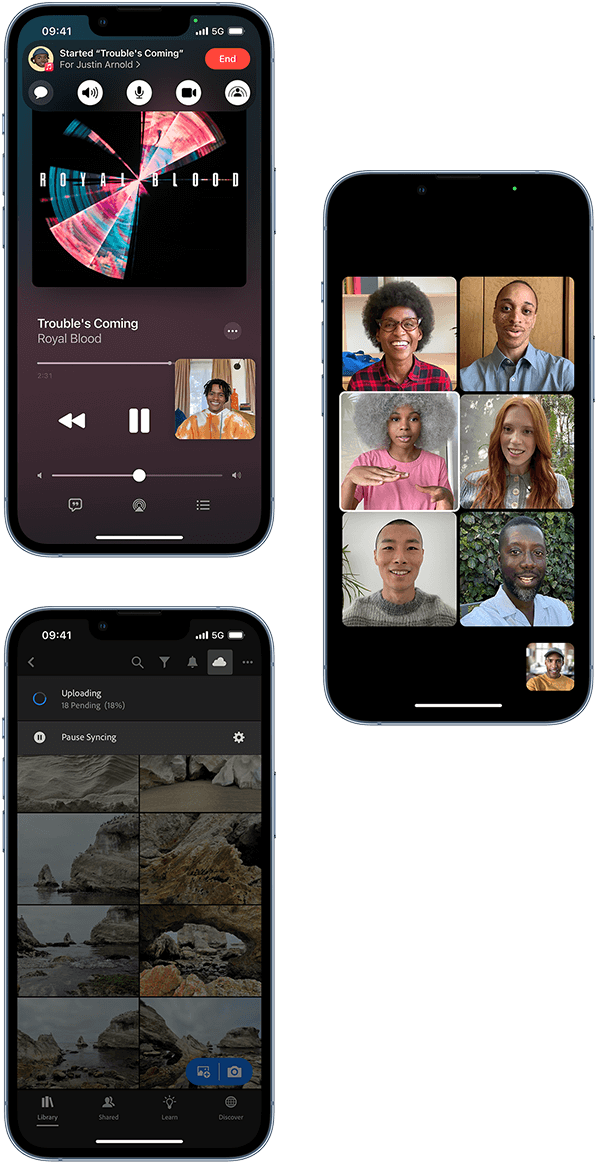 09:41
5G
Started “Trouble's Coming”
For Justin Arnold >
End
ROYAL BLOOD
Trouble's Coming
Royal Blood
2:31
09:41
5G
Uploading
18 Pending (18%)
Pause Syncing
Library
Shared
Learn
Discover